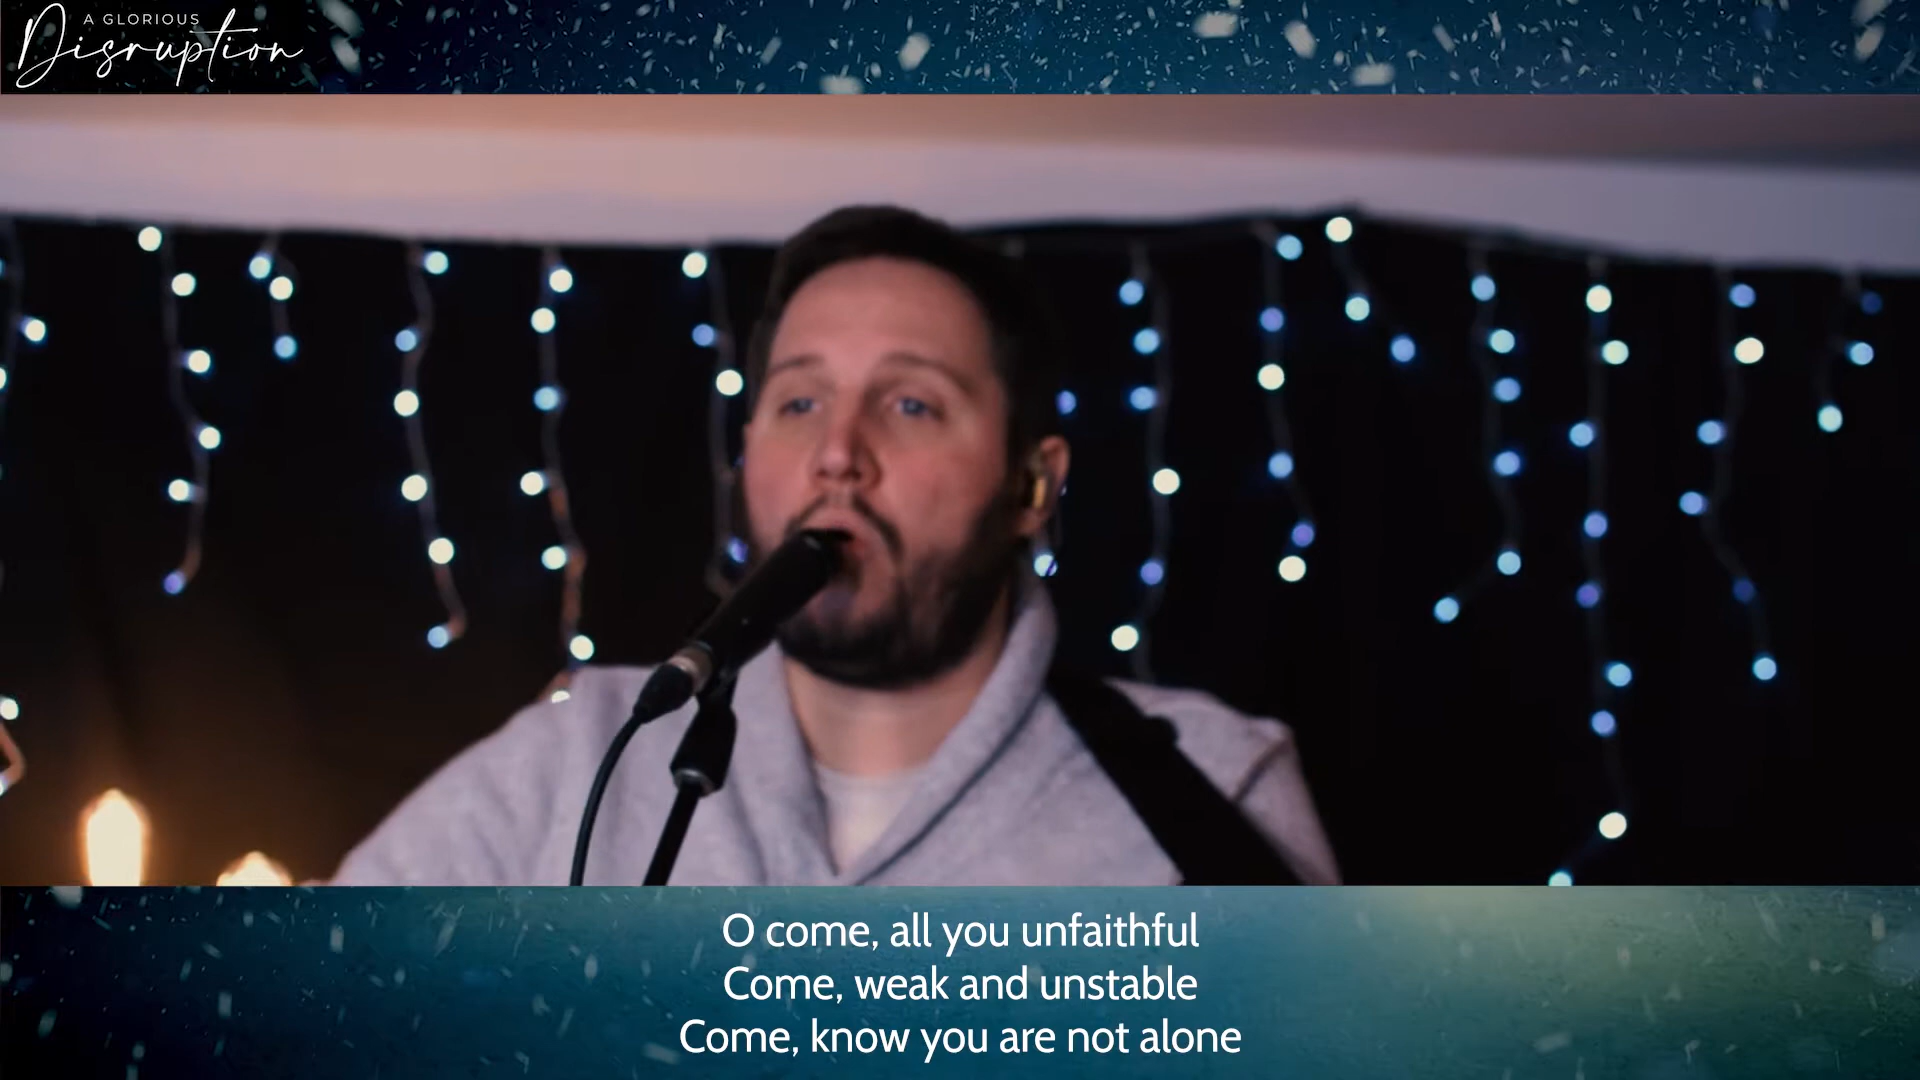 A GLORIOUS
Disruption
O come, all you unfaithful
Come, weak and unstable
Come, know you are not alone